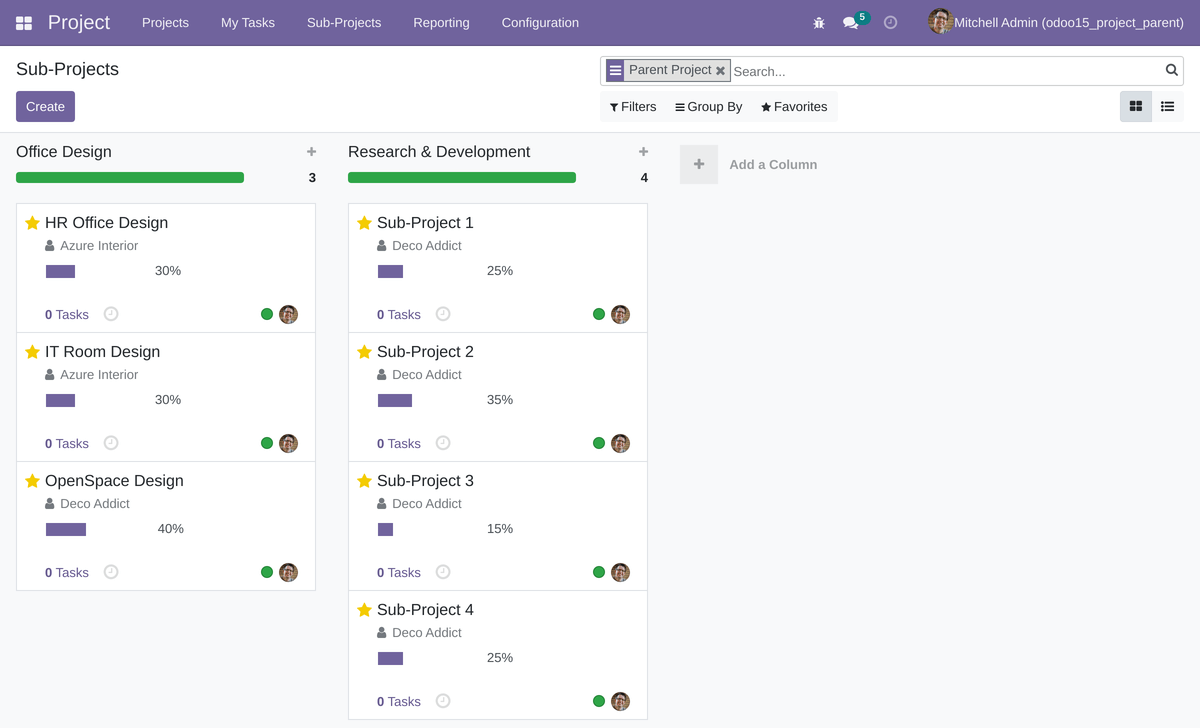 Project Projects My Tasks Sub-Projects Reporting Configuration 5 Mitchell Admin (odoo15_project_parent)
Sub-Projects
Parent Project Search...
Create
Filters Group By Favorites
Office Design
3
HR Office Design
Azure Interior
30%
0 Tasks
IT Room Design
Azure Interior
30%
0 Tasks
OpenSpace Design
Deco Addict
40%
0 Tasks
Research & Development
4
Sub-Project 1
Deco Addict
25%
0 Tasks
Sub-Project 2
Deco Addict
35%
0 Tasks
Sub-Project 3
Deco Addict
15%
0 Tasks
Sub-Project 4
Deco Addict
25%
0 Tasks
Add a Column